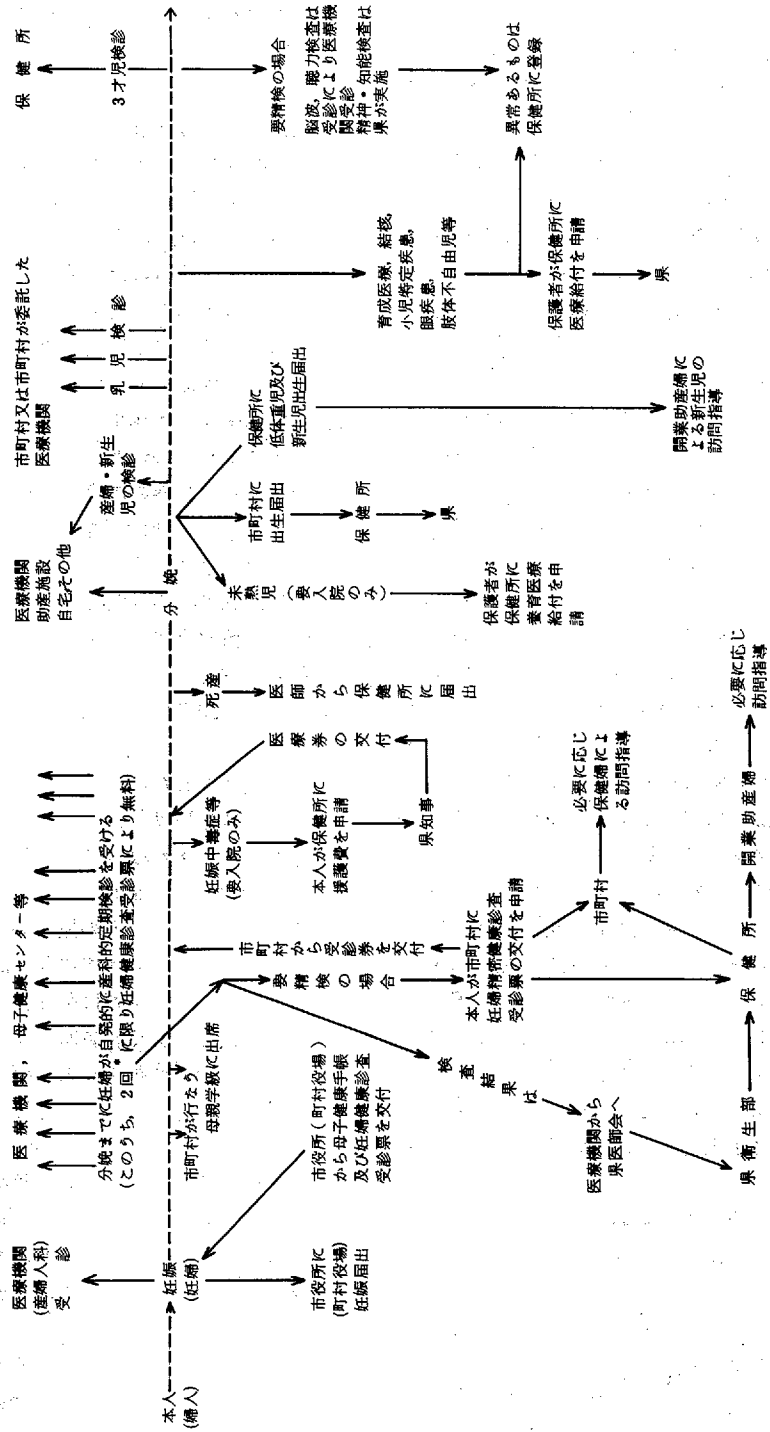 本人
(婦人)
医療機関
(産婦人科)
受診
妊娠
(妊婦)
市役所に
(町村役場)
妊娠届出
医療機関，母子健康センター等
分娩までに妊婦が自発的に産科的定期検診を受ける
(このうち，2回*に限り妊婦健康診査受診票により無料)
市町村が行なう
母親学級に出席
市役所(町村役場)
から母子健康手帳
及び妊婦健康診査
受診票を交付
要精検の場合
市町村から受診券を交付
本人が市町村に
妊婦精密健康診査
受診票の交付を申請
検査結果は
医療機関から
県医師会へ
県衛生部
保健所
開業助産婦
必要に応じ
訪問指導
市町村
必要に応じ
保健婦によ
る訪問指導
妊娠中毒症等
(要入院のみ)
本人が保健所に
援護費を申請
県知事
医療券の交付
死産
医師から保健所に届出
医療機関
助産施設
自宅その他
分娩
産婦・新生
児の検診
未熟児(要入院のみ)
保護者が
保健所に
養育医療
給付を申
請
市町村に
出生届出
保健所
県
保健所に
低体重児及び
新生児出生届出
開業助産婦に
よる新生児の
訪問指導
市町村又は市町村が委託した
医療機関
乳児検診
育成医療，結核，
小児特定疾患，
眼疾患，
肢体不自由児等
保護者が保健所に
医療給付を申請
県
保健所
3才児検診
要精検の場合
脳波，聴力検査は
受診により医療機
関受診
精神・知能検査は
県が実施
異常あるものは
保健所に登録